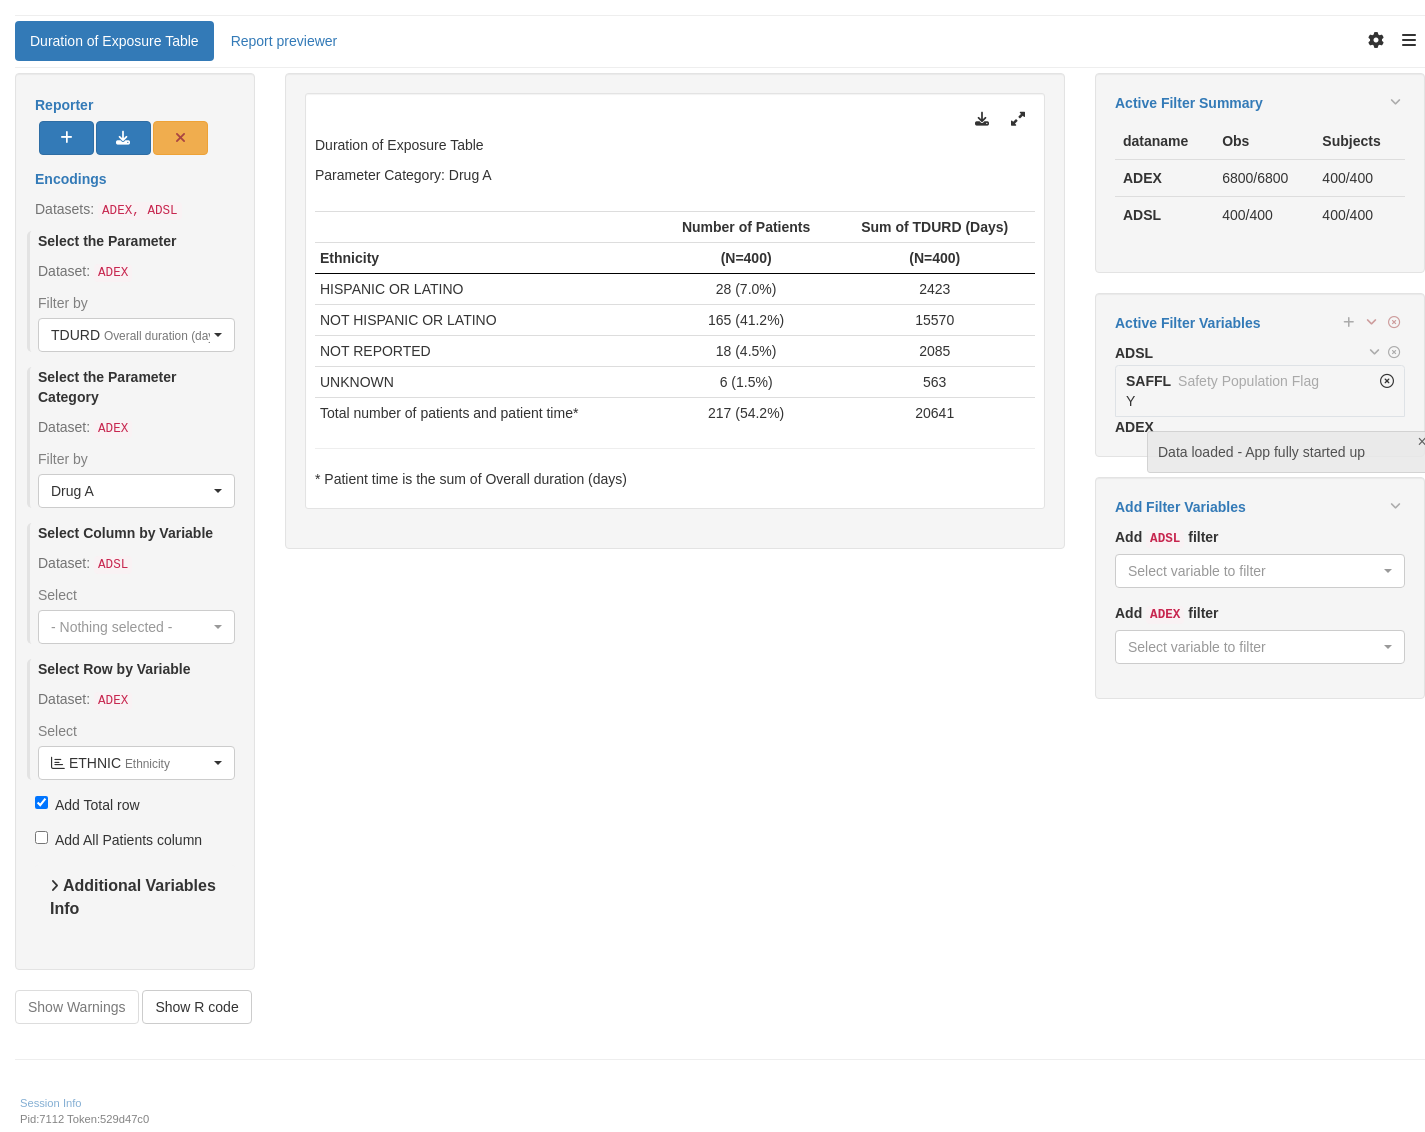 Duration of Exposure Table
Report previewer
Reporter
Encodings
Datasets: ADEX, ADSL
Select the Parameter
Dataset: ADEX
Filter by
TDURD Overall duration
Select the Parameter
Category
Dataset: ADEX
Filter by
Drug A
Select Column by Variable
Dataset: ADSL
Select
- Nothing selected -
Select Row by Variable
Dataset: ADEX
Select
ETHNIC Ethnicity
Add Total row
Add All Patients column
Additional Variables
Info
Show Warnings
Show R code
Duration of Exposure Table
Parameter Category: Drug A
Number of Patients Sum of TDURD (Days)
Ethnicity (N=400) (N=400)
HISPANIC OR LATINO 28 (7.0%) 2423
NOT HISPANIC OR LATINO 165 (41.2%) 15570
NOT REPORTED 18 (4.5%) 2085
UNKNOWN 6 (1.5%) 563
Total number of patients and patient time* 217 (54.2%) 20641
* Patient time is the sum of Overall duration (days)
Active Filter Summary
dataname Obs Subjects
ADEX 6800/6800 400/400
ADSL 400/400 400/400
Active Filter Variables
ADSL
SAFFL Safety Population Flag
Y
ADEX
Data loaded - App fully started up
Add Filter Variables
Add ADSL filter
Select variable to filter
Add ADEX filter
Select variable to filter
Session Info
Pid:7112 Token:529d47c0